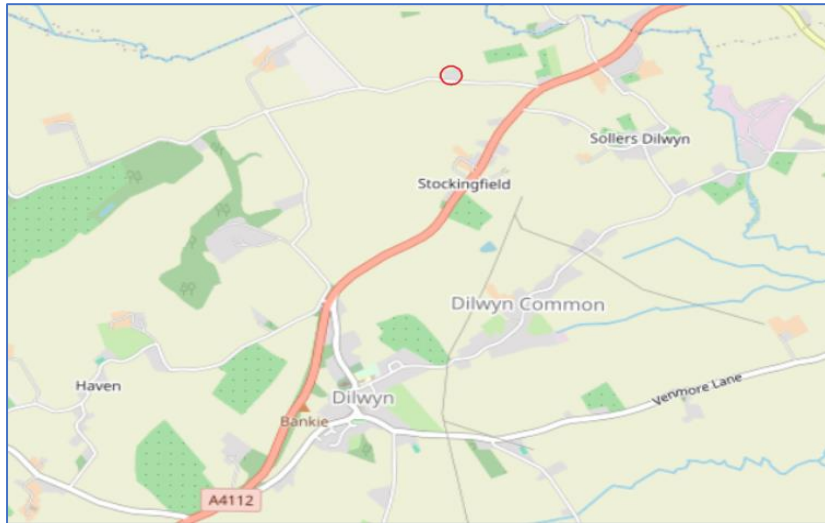 Sollers Dilwyn
Stockingfield
Dilwyn Common
Venmore Lane
Haven
Dilwyn
Bankie
A4112